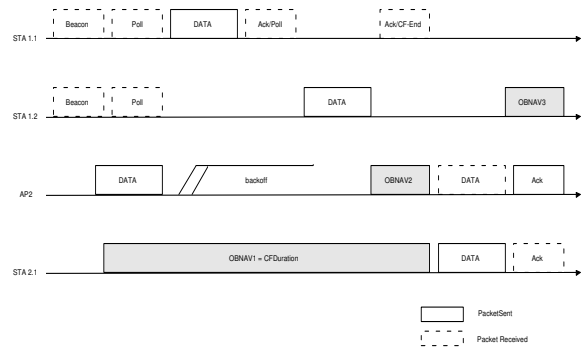 Beacon Poll DATA Ack/Poll Ack/CF-End
STA 1.1
Beacon Poll DATA OBNAV3
STA 1.2
DATA backoff OBNAV2 DATA Ack
AP2
OBNAV1 = CFDuration DATA Ack
STA 2.1
PacketSent
Packet Received